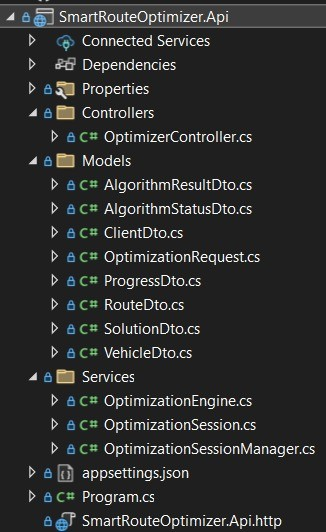 SmartRouteOptimizer.Api
Connected Services
Dependencies
Properties
Controllers
C# OptimizerController.cs
Models
C# AlgorithmResultDto.cs
C# AlgorithmStatusDto.cs
C# ClientDto.cs
C# OptimizationRequest.cs
C# ProgressDto.cs
C# RouteDto.cs
C# SolutionDto.cs
C# VehicleDto.cs
Services
C# OptimizationEngine.cs
C# OptimizationSession.cs
C# OptimizationSessionManager.cs
appsettings.json
C# Program.cs
SmartRouteOptimizer.Api.http